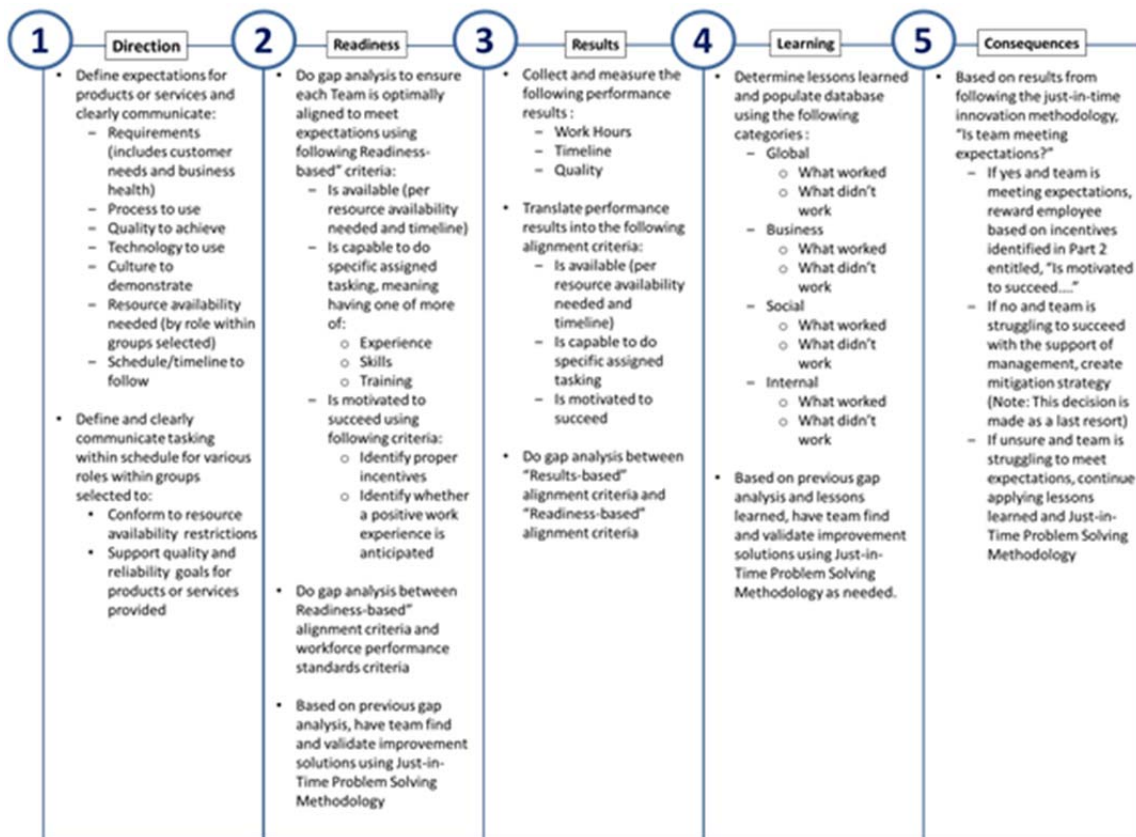 1
Direction
• Define expectations for
products or services and
clearly communicate:
– Requirements
(includes customer
needs and business
health)
– Process to use
– Quality to achieve
– Technology to use
– Culture to
demonstrate
– Resource availability
needed (by role within
groups selected)
– Schedule/timeline to
follow
• Define and clearly
communicate tasking
within schedule for various
roles within groups
selected to:
• Conform to resource
availability restrictions
• Support quality and
reliability goals for
products or services
provided
2
Readiness
• Do gap analysis to ensure
each Team is optimally
aligned to meet
expectations using
following Readiness-
based" criteria:
– Is available (per
resource availability
needed and timeline)
– Is capable to do
specific assigned
tasking, meaning
having one of more
of:
o Experience
o Skills
o Training
– Is motivated to
succeed using
following criteria:
o Identify proper
incentives
o Identify whether
a positive work
experience is
anticipated
• Do gap analysis between
Readiness-based"
alignment criteria and
workforce performance
standards criteria
• Based on previous gap
analysis, have team find
and validate improvement
solutions using Just-in-
Time Problem Solving
Methodology
3
Results
• Collect and measure the
following performance
results :
– Work Hours
– Timeline
– Quality
• Translate performance
results into the following
alignment criteria:
– Is available (per
resource availability
needed and
timeline)
– Is capable to do
specific assigned
tasking
– Is motivated to
succeed
• Do gap analysis between
"Results-based"
alignment criteria and
"Readiness-based"
alignment criteria
4
Learning
• Determine lessons learned
and populate database
using the following
categories :
– Global
o What worked
o What didn't
work
– Business
o What worked
o What didn't
work
– Social
o What worked
o What didn't
work
– Internal
o What worked
o What didn't
work
• Based on previous gap
analysis and lessons
learned, have team find
and validate improvement
solutions using Just-in-
Time Problem Solving
Methodology as needed.
5
Consequences
• Based on results from
following the just-in-time
innovation methodology,
"Is team meeting
expectations?"
– If yes and team is
meeting expectations,
reward employee
based on incentives
identified in Part 2
entitled, "Is motivated
to succeed...."
– If no and team is
struggling to succeed
with the support of
management, create
mitigation strategy
(Note: This decision is
made as a last resort)
– If unsure and team is
struggling to meet
expectations, continue
applying lessons
learned and Just-in-
Time Problem Solving
Methodology